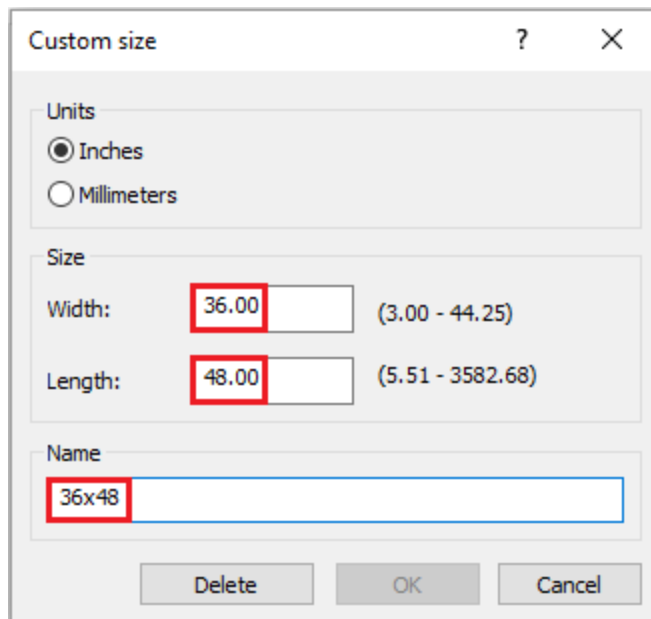 Custom size ?
Units
Inches
Millimeters
Size
Width: 36.00 (3.00 - 44.25)
Length: 48.00 (5.51 - 3582.68)
Name
36x48
Delete OK Cancel